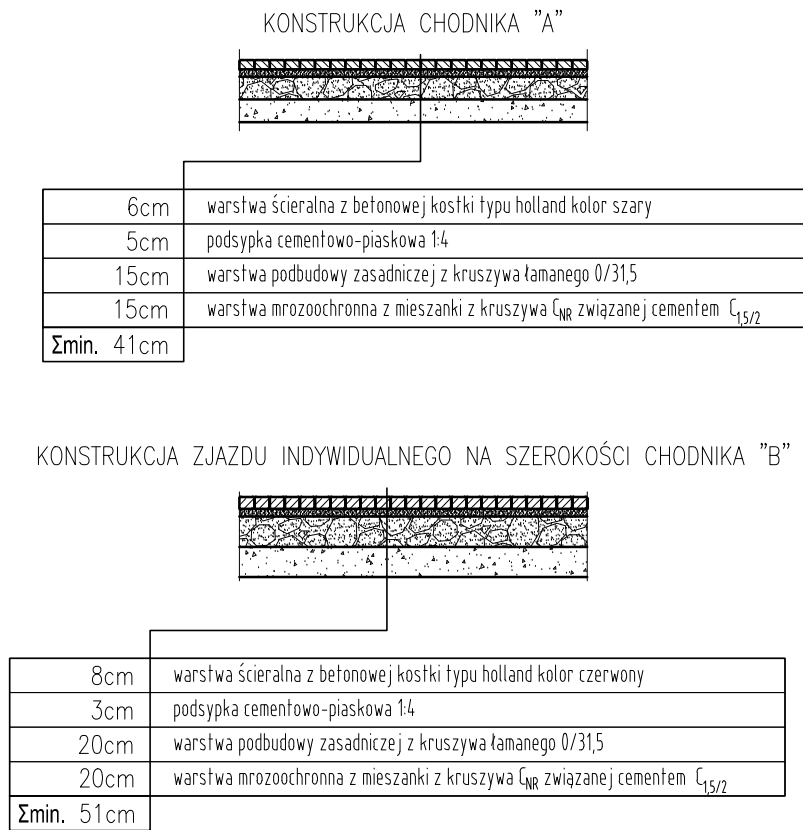 KONSTRUKCJA CHODNIKA "A"
6cm warstwa ścieralna z betonowej kostki typu holland kolor szary
5cm podsypka cementowo-piaskowa 1:4
15cm warstwa podbudowy zasadniczej z kruszywa łamanego 0/31,5
15cm warstwa mrozoochronna z mieszanki z kruszywa CNR związanej cementem C1,5/2
Σmin. 41cm
KONSTRUKCJA ZJAZDU INDYWIDUALNEGO NA SZEROKOŚCI CHODNIKA "B"
8cm warstwa ścieralna z betonowej kostki typu holland kolor czerwony
3cm podsypka cementowo-piaskowa 1:4
20cm warstwa podbudowy zasadniczej z kruszywa łamanego 0/31,5
20cm warstwa mrozoochronna z mieszanki z kruszywa CNR związanej cementem C1,5/2
Σmin. 51cm